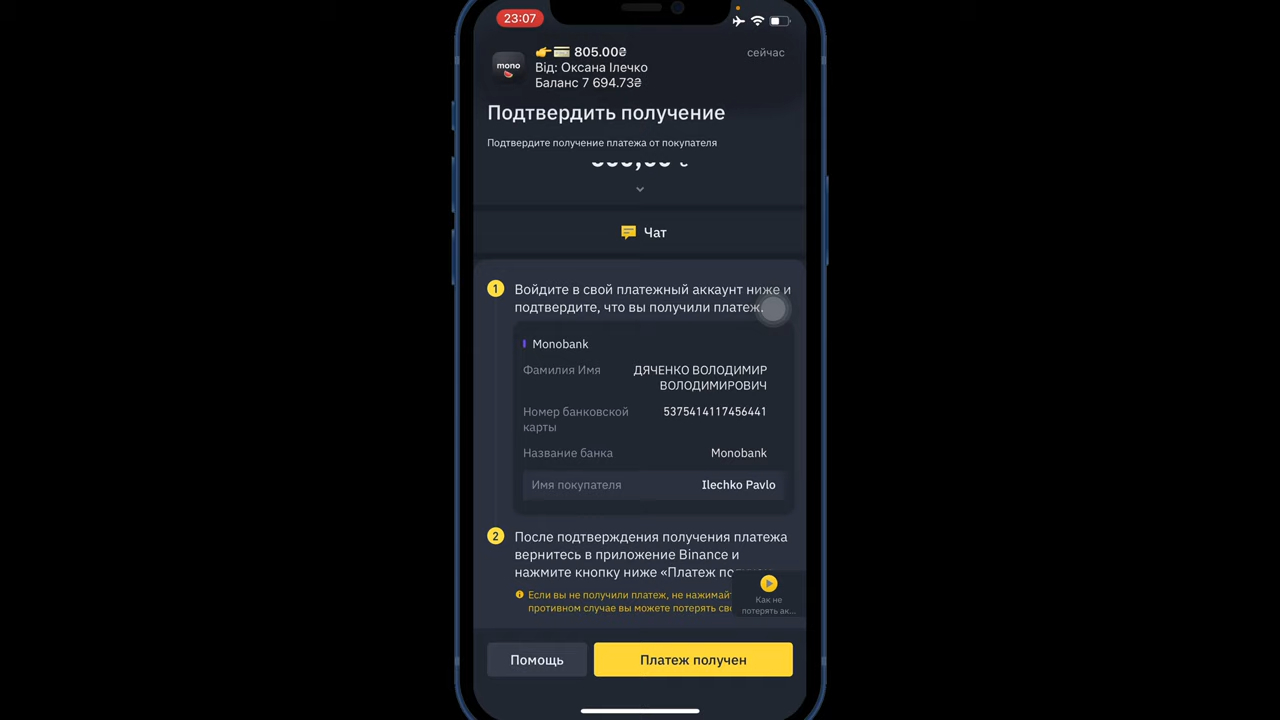 23:07
mono
👉💳 805.00₴
сейчас
Від: Оксана Ілечко
Баланс 7 694.73₴
Подтвердить получение
Подтвердите получение платежа от покупателя
Чат
1
Войдите в свой платежный аккаунт ниже и
подтвердите, что вы получили платеж.
Monobank
Фамилия Имя
ДЯЧЕНКО ВОЛОДИМИР
ВОЛОДИМИРОВИЧ
Номер банковской
карты
5375414117456441
Название банка
Monobank
Имя покупателя
Ilechko Pavlo
2
После подтверждения получения платежа
вернитесь в приложение Binance и
нажмите кнопку ниже «Платеж
Если вы не получили платеж, не
противном случае вы можете потерять
Как не
потерять ак...
Помощь
Платеж получен